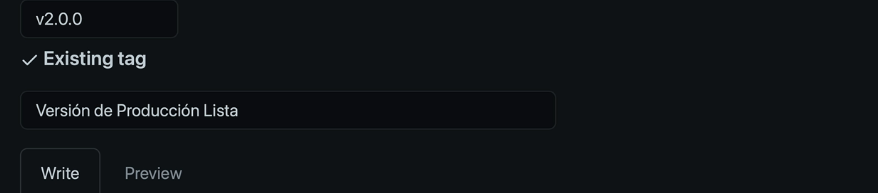 v2.0.0
Existing tag
Versión de Producción Lista
Write Preview